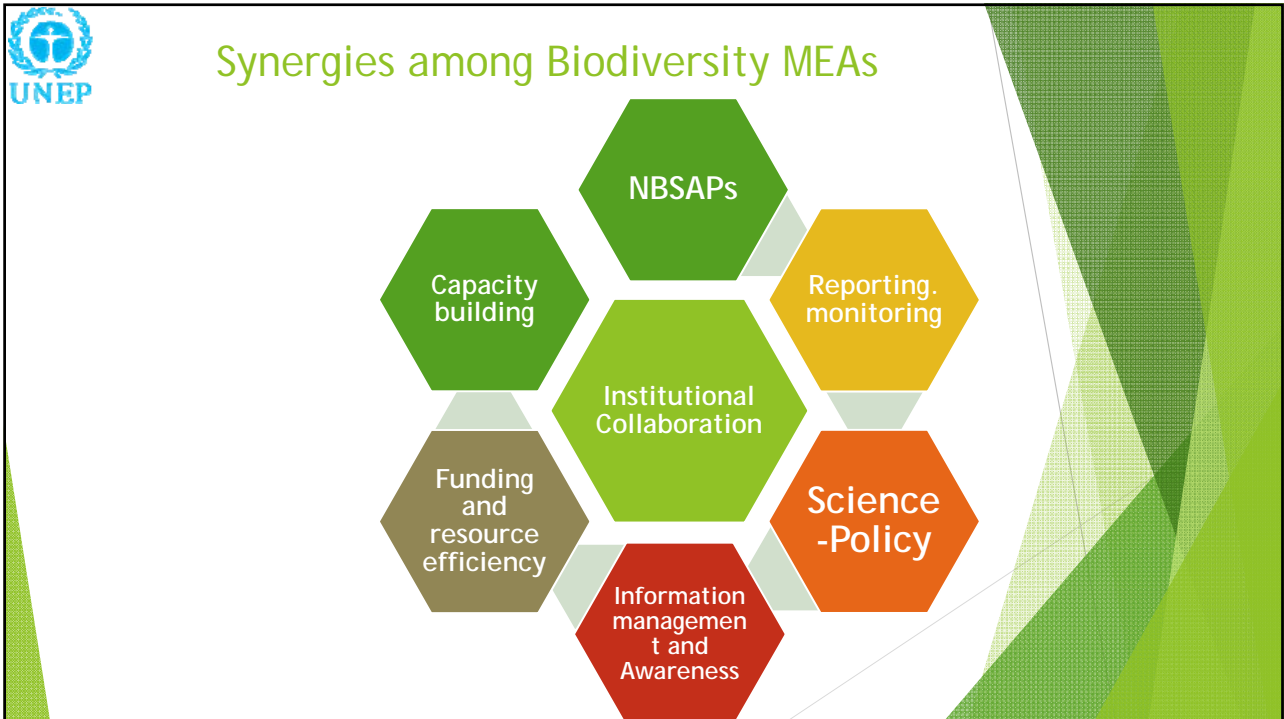 UNEP
Synergies among Biodiversity MEAs
NBSAPs
Reporting.
monitoring
Science
-Policy
Information
managemen
t and
Awareness
Funding
and
resource
efficiency
Capacity
building
Institutional
Collaboration